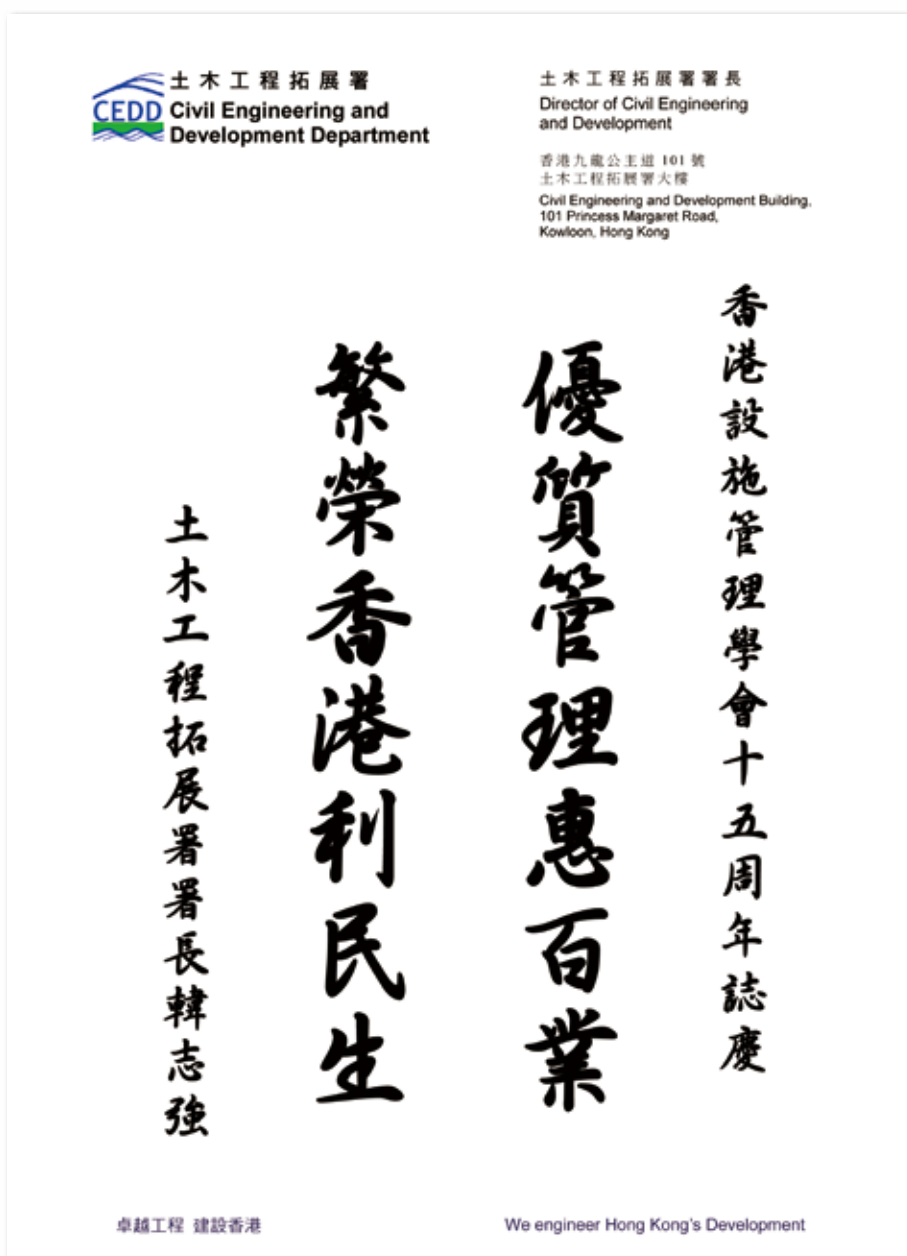 土木工程拓展署
CEDD
Civil Engineering and
Development Department
土木工程拓展署署長
Director of Civil Engineering
and Development
香港九龍公主道 101 號
土木工程拓展署大樓
Civil Engineering and Development Building,
101 Princess Margaret Road,
Kowloon, Hong Kong
香港設施管理學會十五周年誌慶
優質管理惠百業
繁榮香港利民生
土木工程拓展署署長韓志強
卓越工程 建設香港
We engineer Hong Kong's Development